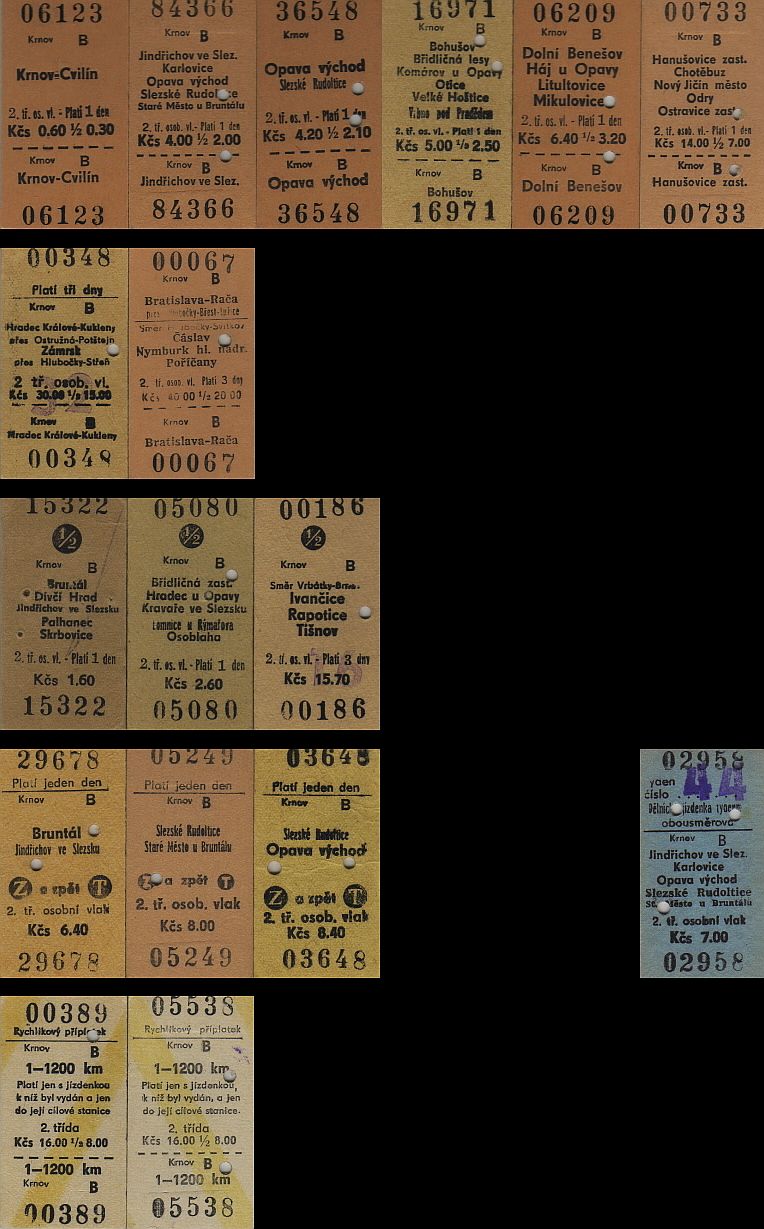 06123
Krnov B
Krnov-Cvilín
2. tř. os. vl. - Platí 1 den
Kčs 0.60 ½ 0.30
Krnov B
Krnov-Cvilín
06123
84366
Krnov B
Jindřichov ve Slez.
Karlovice
Opava východ
Slezské Rudoltice
Staré Město u Bruntálu
2. tř. osob. vl. - Platí 1 den
Kčs 4.00 ½ 2.00
Krnov B
Jindřichov ve Slez.
84366
36548
Krnov B
Opava východ
Slezské Rudoltice
2. tř. os. vl. - Platí 1 den
Kčs 4.20 ½ 2.10
Krnov B
Opava východ
36548
16971
Krnov B
Bohušov
Břidličná lesy
Komárov u Opavy
Otice
Velké Hoštice
Vrbno pod Pradědem
2. tř. os. vl. - Platí 1 den
Kčs 5.00 ½ 2.50
Krnov B
Bohušov
16971
06209
Krnov B
Dolní Benešov
Háj u Opavy
Litultovice
Mikulovice
2. tř. os. vl. - Platí 1 den
Kčs 6.40 ½ 3.20
Krnov B
Dolní Benešov
06209
00733
Krnov B
Hanušovice zast.
Chotěbuz
Nový Jičín město
Odry
Ostravice zast.
2. tř. os. vl. - Platí 1 den
Kčs 14.00 ½ 7.00
Krnov B
Hanušovice zast.
00733
00348
Platí tři dny
Krnov B
Hradec Králové-Kukleny
přes Ostružná-Potštejn
Zámrsk
přes Hlubočky-Střeň
2 tř. osob. vl.
Kčs 30.00 ½ 15.00
Krnov B
Hradec Králové-Kukleny
00348
00067
Krnov B
Bratislava-Rača
Čáslav
Nymburk hl. nádr.
Poříčany
2. tř. osob. vl. Platí 3 dny
Kčs 40 00 ½ 20 00
Krnov B
Bratislava-Rača
00067
15322
½
Krnov B
Bruntál
Dívčí Hrad
Jindřichov ve Slezsku
Palhanec
Skrbovice
2. tř. os. vl. - Platí 1 den
Kčs 1.60
15322
05080
½
Krnov B
Břidličná zast.
Hradec u Opavy
Kravaře ve Slezsku
Lomnice u Rýmařova
Osoblaha
2. tř. os. vl. - Platí 1 den
Kčs 2.60
05080
00186
½
Krnov B
Směr Vrbátky-Brno.
Ivančice
Rapotice
Tišnov
2. tř. os. vl. - Platí 3 dny
Kčs 15.70
00186
29678
Platí jeden den
Krnov B
Bruntál
Jindřichov ve Slezsku
Z a zpět T
2. tř. osobní vlak
Kčs 6.40
29678
05249
Platí jeden den
Krnov B
Slezské Rudoltice
Staré Město u Bruntálu
Z a zpět T
2. tř. osob. vlak
Kčs 8.00
05249
03648
Platí jeden den
Krnov B
Slezské Rudoltice
Opava východ
Z a zpět T
2. tř. osob. vlak
Kčs 8.40
03648
02958
44
číslo
Dělnická jízdenka týden.
obousměrová
Krnov B
Jindřichov ve Slez.
Karlovice
Opava východ
Slezské Rudoltice
St. Město u Bruntálu
2. tř. osobní vlak
Kčs 7.00
02958
00389
Rychlíkový příplatek
Krnov B
1-1200 km
Platí jen s jízdenkou
k níž byl vydán a jen
do její cílové stanice
2. třída
Kčs 16.00 ½ 8.00
1-1200 km
Krnov B
00389
05538
Rychlíkový příplatek
Krnov B
1-1200 km
Platí jen s jízdenkou,
k níž byl vydán, a jen
do její cílové stanice.
2. třída
Kčs 16.00 ½ 8.00
Krnov B
1-1200 km
05538